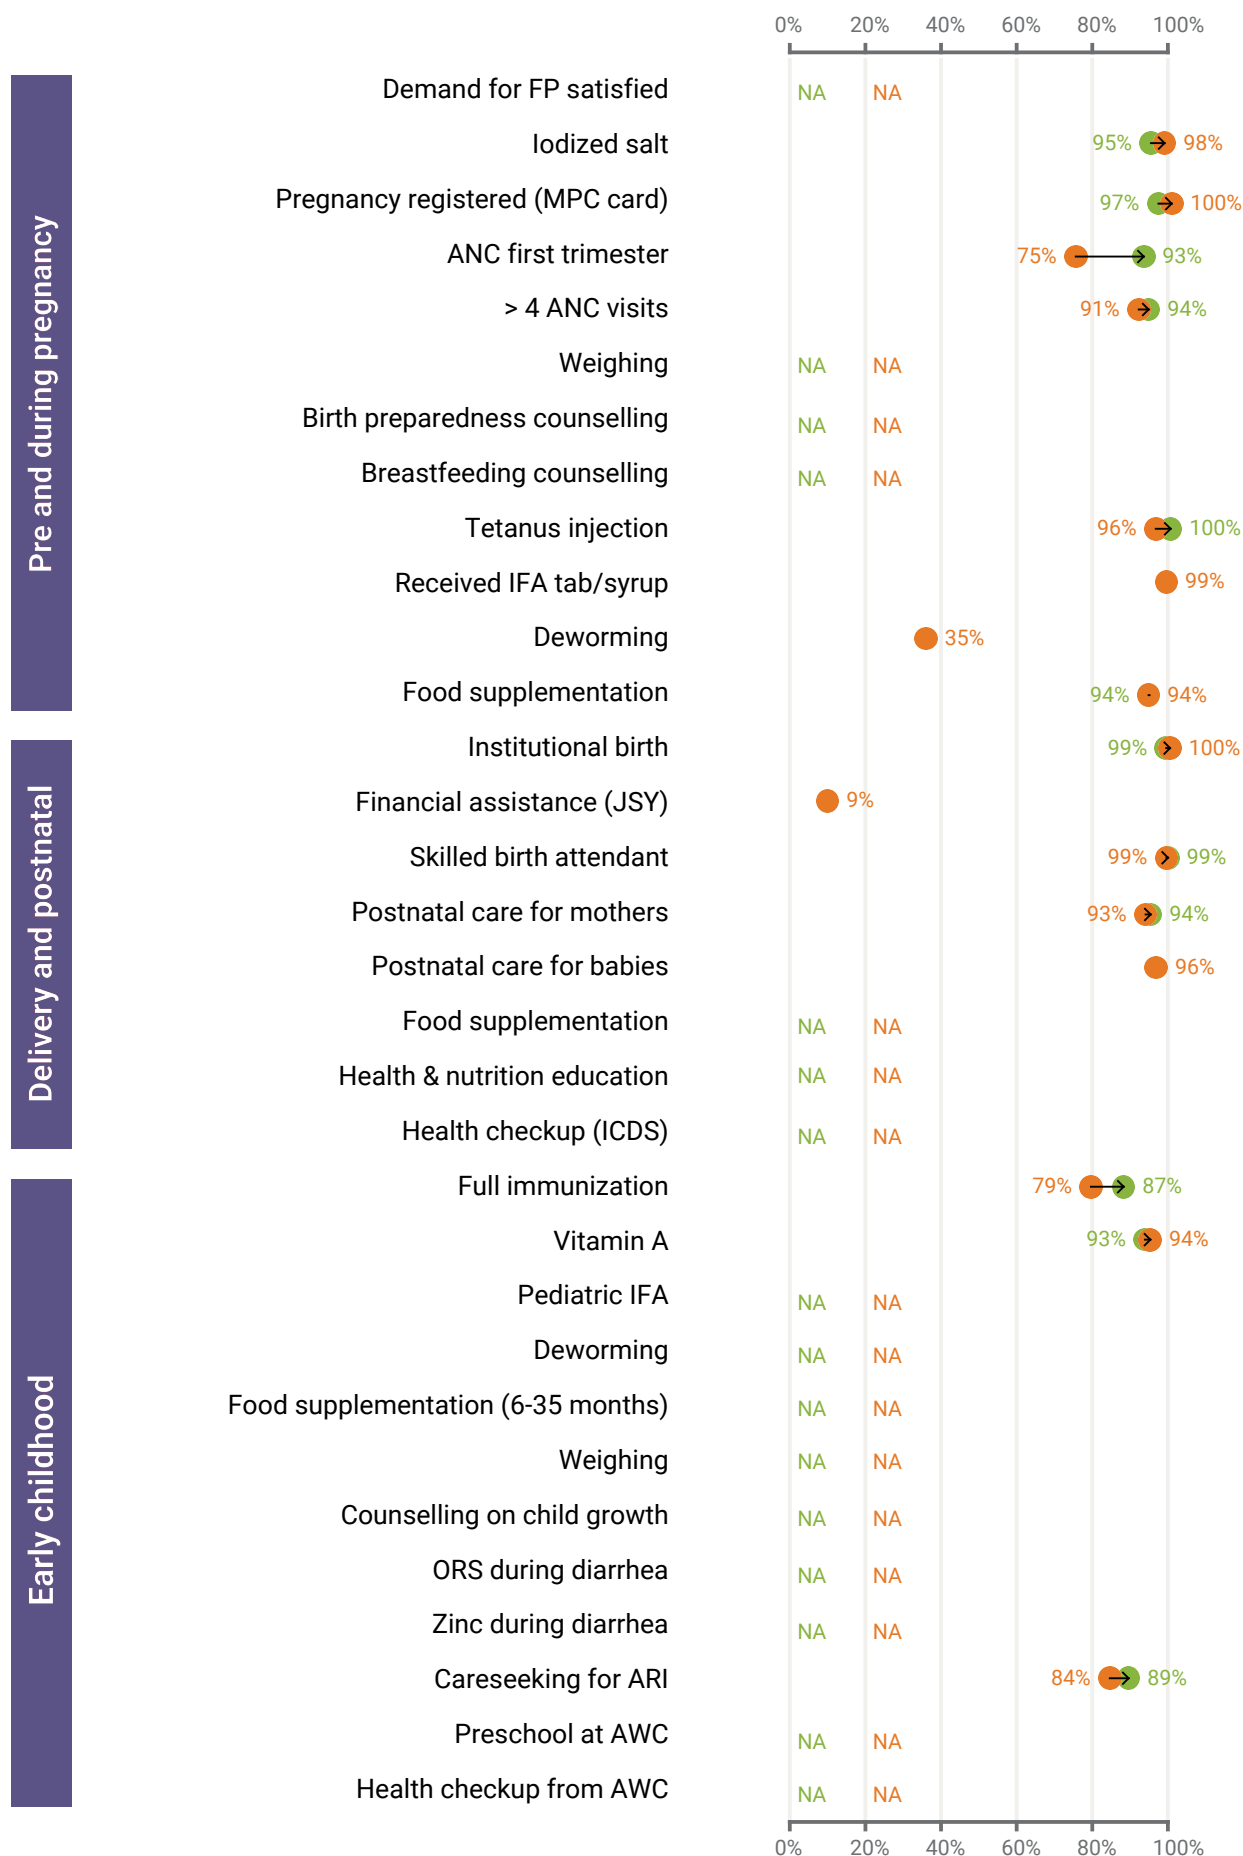 0% 20% 40% 60% 80% 100%
Pre and during pregnancy
Demand for FP satisfied NA NA
Iodized salt 95% 98%
Pregnancy registered (MPC card) 97% 100%
ANC first trimester 75% 93%
> 4 ANC visits 91% 94%
Weighing NA NA
Birth preparedness counselling NA NA
Breastfeeding counselling NA NA
Tetanus injection 96% 100%
Received IFA tab/syrup 99%
Deworming 35%
Food supplementation 94% 94%
Delivery and postnatal
Institutional birth 99% 100%
Financial assistance (JSY) 9%
Skilled birth attendant 99% 99%
Postnatal care for mothers 93% 94%
Postnatal care for babies 96%
Food supplementation NA NA
Health & nutrition education NA NA
Health checkup (ICDS) NA NA
Early childhood
Full immunization 79% 87%
Vitamin A 93% 94%
Pediatric IFA NA NA
Deworming NA NA
Food supplementation (6-35 months) NA NA
Weighing NA NA
Counselling on child growth NA NA
ORS during diarrhea NA NA
Zinc during diarrhea NA NA
Careseeking for ARI 84% 89%
Preschool at AWC NA NA
Health checkup from AWC NA NA
0% 20% 40% 60% 80% 100%